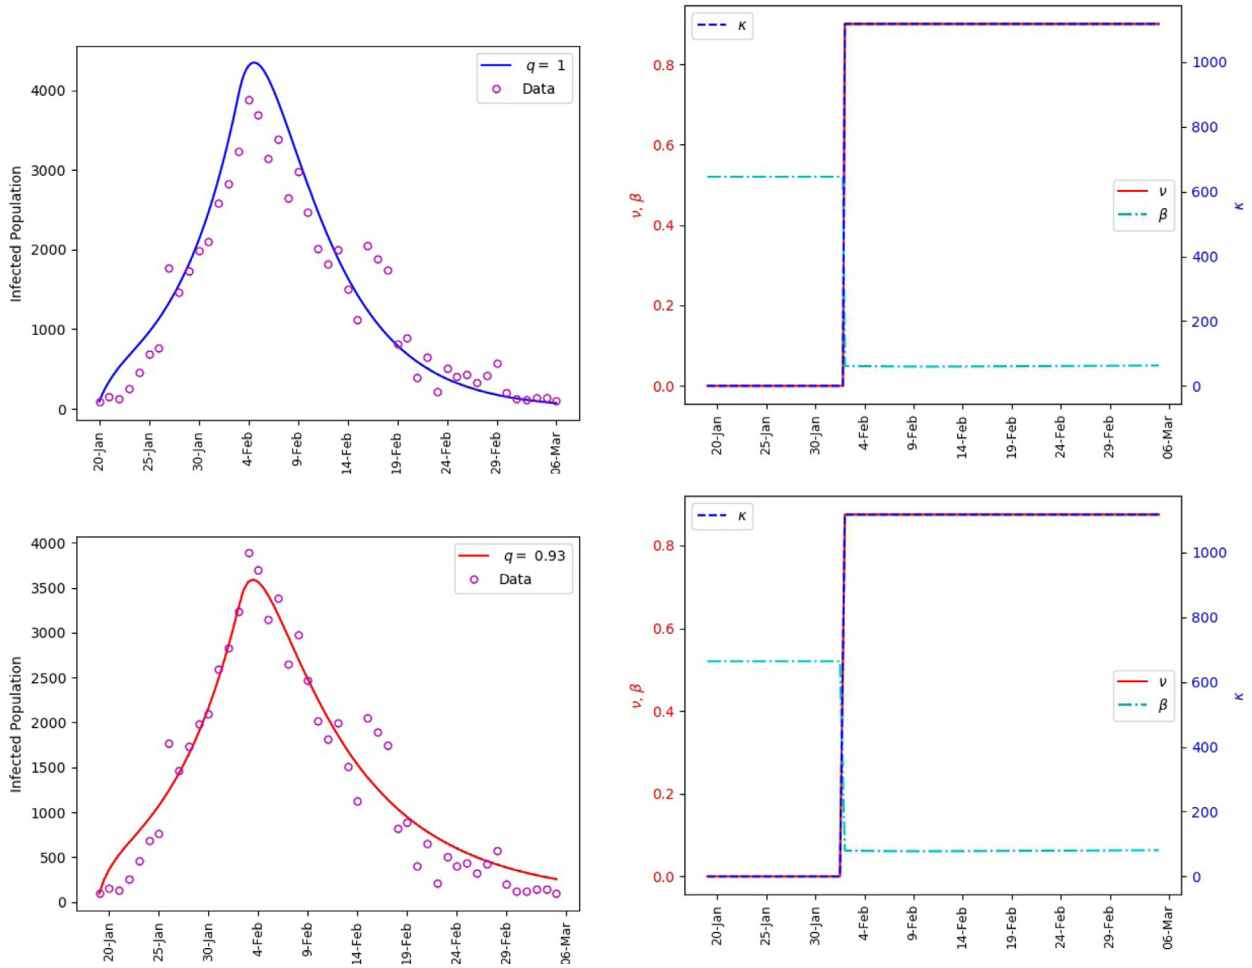 q = 1
Data
Infected Population
4000
3000
2000
1000
0
20-Jan
25-Jan
30-Jan
4-Feb
9-Feb
14-Feb
19-Feb
24-Feb
29-Feb
06-Mar
κ
ν
β
ν, β
0.8
0.6
0.4
0.2
0.0
1000
800
600
400
200
0
κ
20-Jan
25-Jan
30-Jan
4-Feb
9-Feb
14-Feb
19-Feb
24-Feb
29-Feb
06-Mar
q = 0.93
Data
Infected Population
4000
3500
3000
2500
2000
1500
1000
500
0
20-Jan
25-Jan
30-Jan
4-Feb
9-Feb
14-Feb
19-Feb
24-Feb
29-Feb
06-Mar
κ
ν
β
ν, β
0.8
0.6
0.4
0.2
0.0
1000
800
600
400
200
0
κ
20-Jan
25-Jan
30-Jan
4-Feb
9-Feb
14-Feb
19-Feb
24-Feb
29-Feb
06-Mar